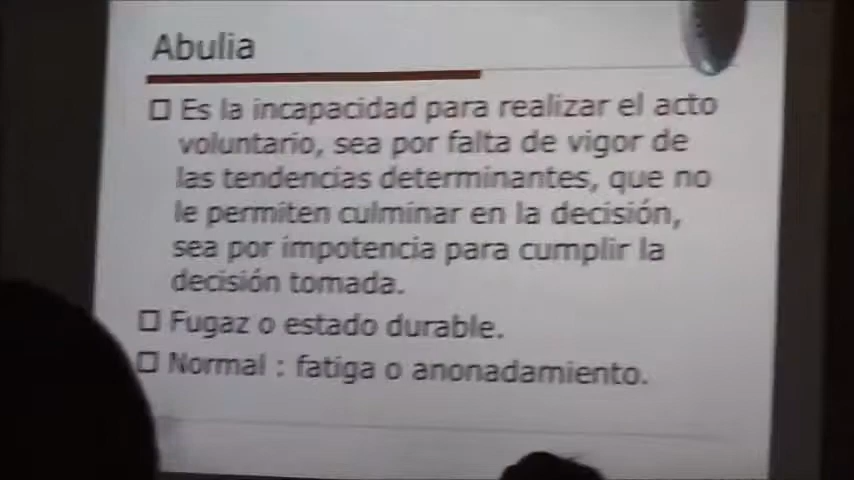 Abulia
□ Es la incapacidad para realizar el acto
voluntario, sea por falta de vigor de
las tendencias determinantes, que no
le permiten culminar en la decisión,
sea por impotencia para cumplir la
decisión tomada.
□ Fugaz o estado durable.
□ Normal : fatiga o anonadamiento.